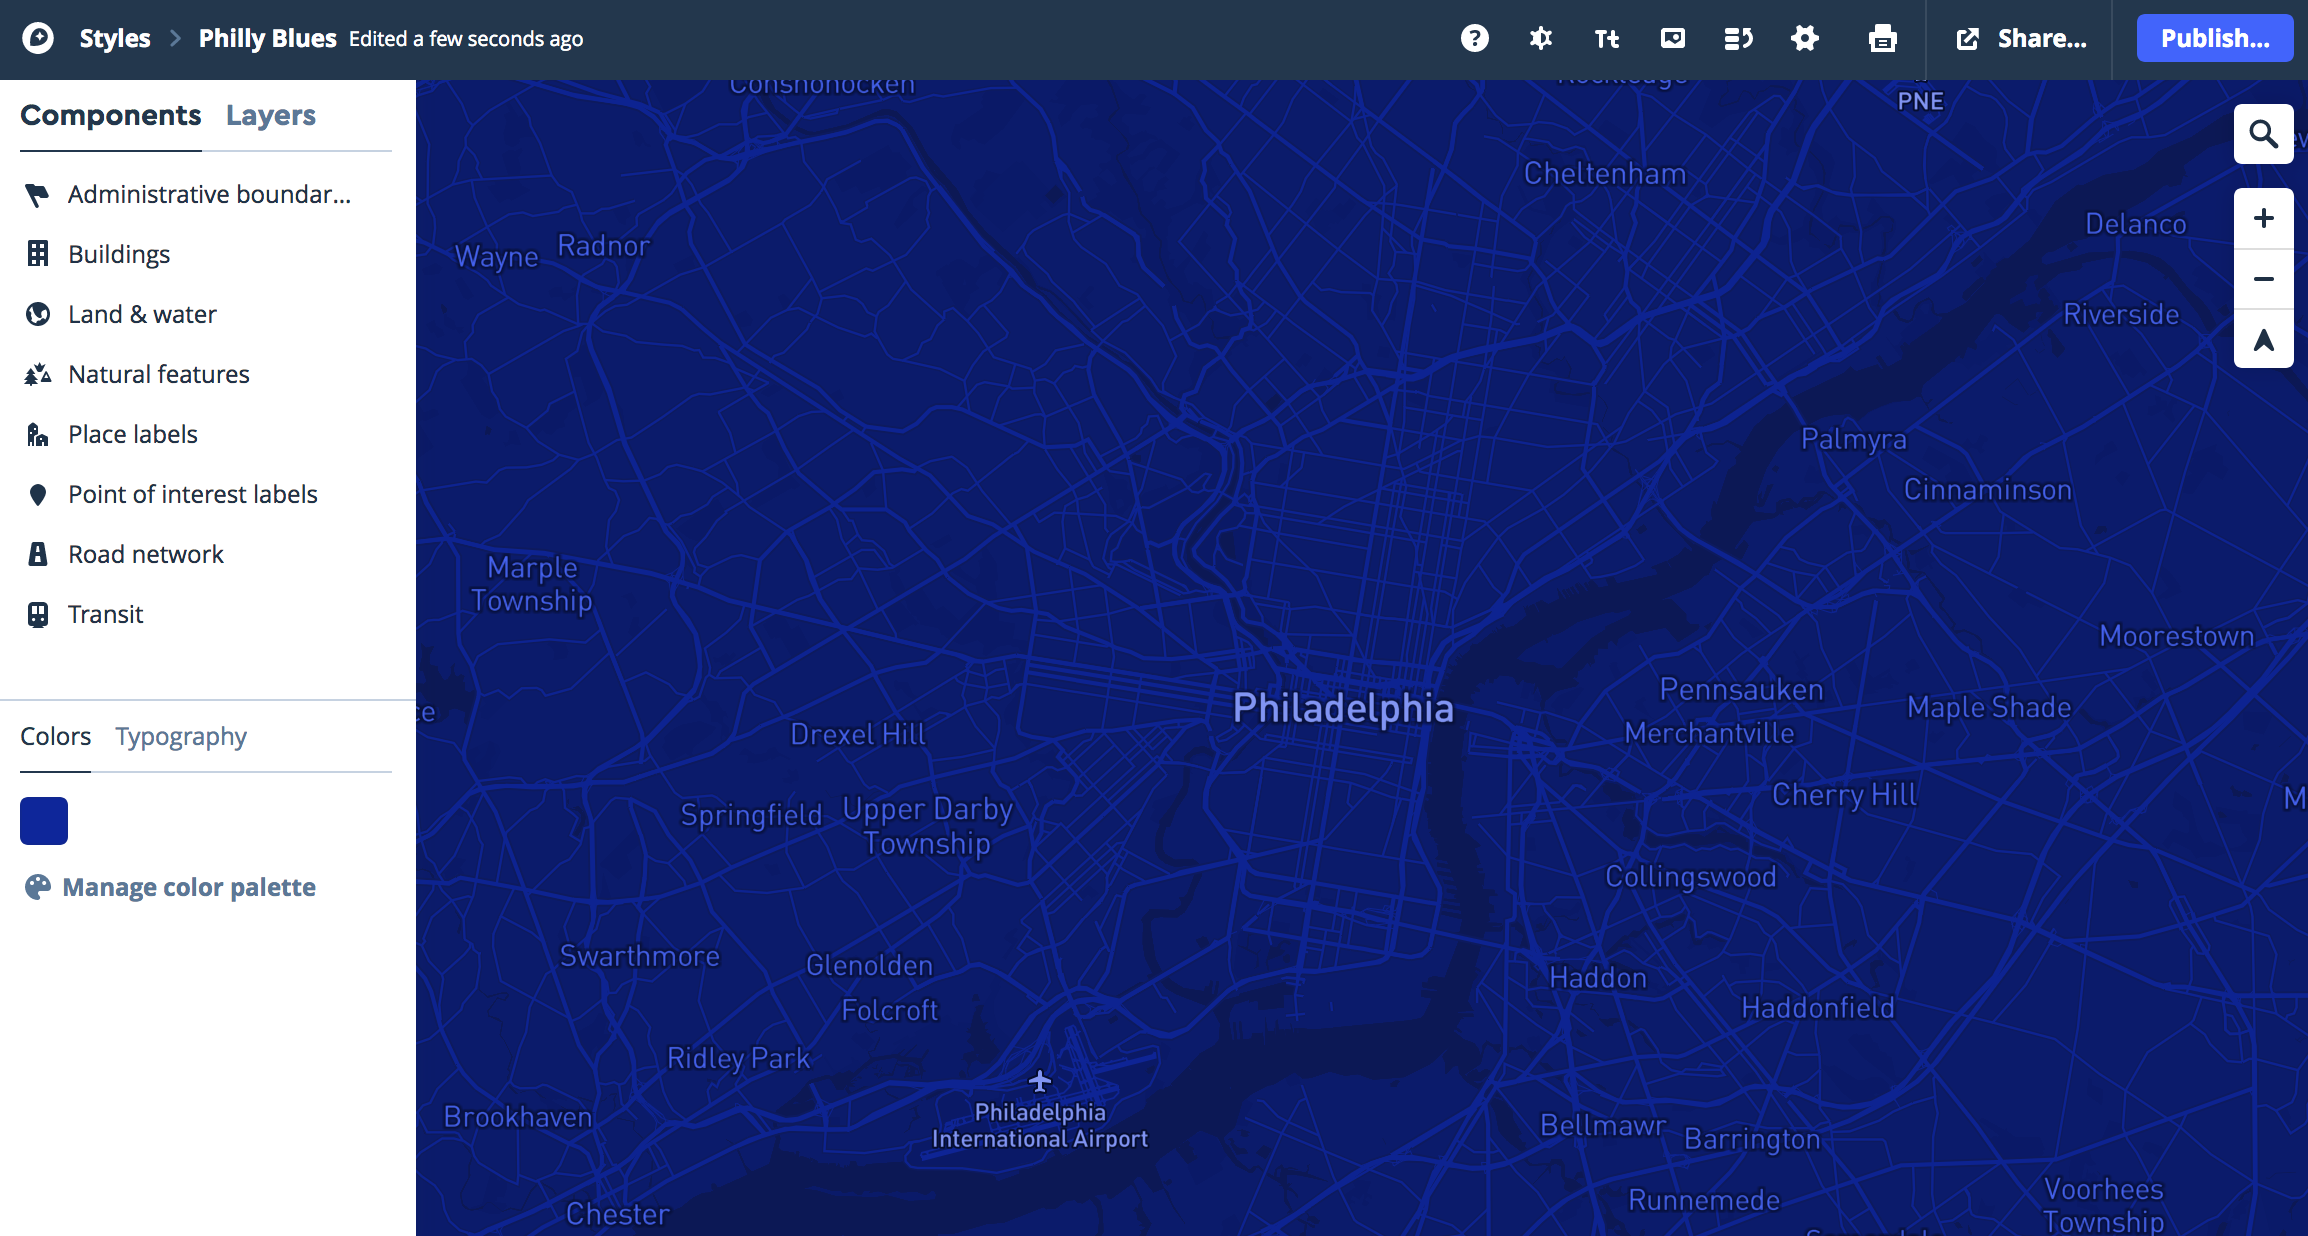 Styles > Philly Blues Edited a few seconds ago
Tt
Share...
Publish...
Components
Layers
Administrative boundar...
Buildings
Land & water
Natural features
Place labels
Point of interest labels
Road network
Transit
Colors
Typography
Manage color palette
Conshohocken
PNE
Cheltenham
Delanco
Wayne
Radnor
Riverside
Palmyra
Cinnaminson
Marple
Township
Moorestown
Pennsauken
Philadelphia
Maple Shade
Merchantville
Drexel Hill
Cherry Hill
Springfield
Upper Darby
Township
Collingswood
Swarthmore
Glenolden
Haddon
Folcroft
Haddonfield
Ridley Park
Philadelphia
International Airport
Brookhaven
Bellmawr
Barrington
Runnemede
Voorhees
Township
Chester